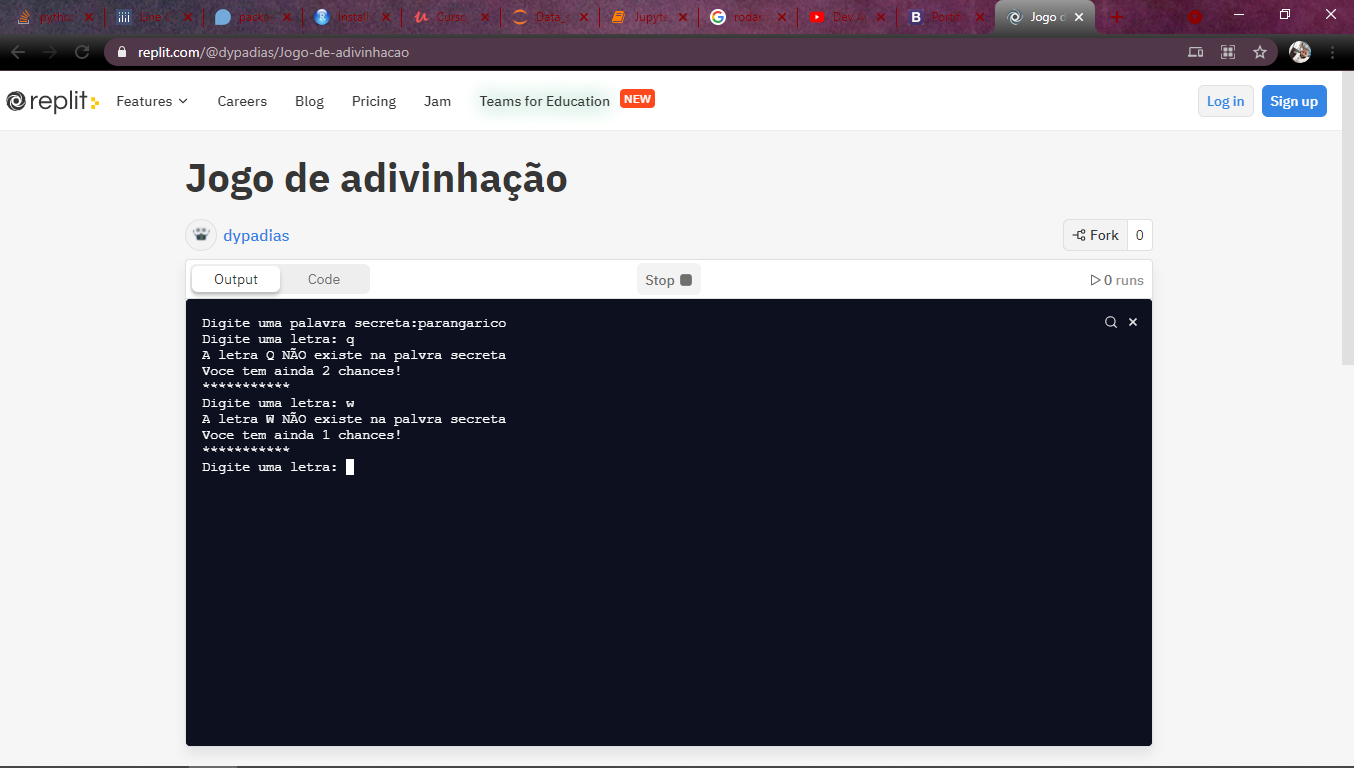 pytho
Line C
paske
Install
Curso
Data_s
Jupyte
rodar
Dev A
Portf
Jogo d
replit.com/@dypadias/Jogo-de-adivinhacao
replit
Features
Careers
Blog
Pricing
Jam
Teams for Education
NEW
Log in
Sign up
Jogo de adivinhação
dypadias
Fork
0
Output
Code
Stop
0 runs
Digite uma palavra secreta:parangarico
Digite uma letra: q
A letra Q NÃO existe na palvra secreta
Voce tem ainda 2 chances!
***********
Digite uma letra: w
A letra W NÃO existe na palvra secreta
Voce tem ainda 1 chances!
***********
Digite uma letra: